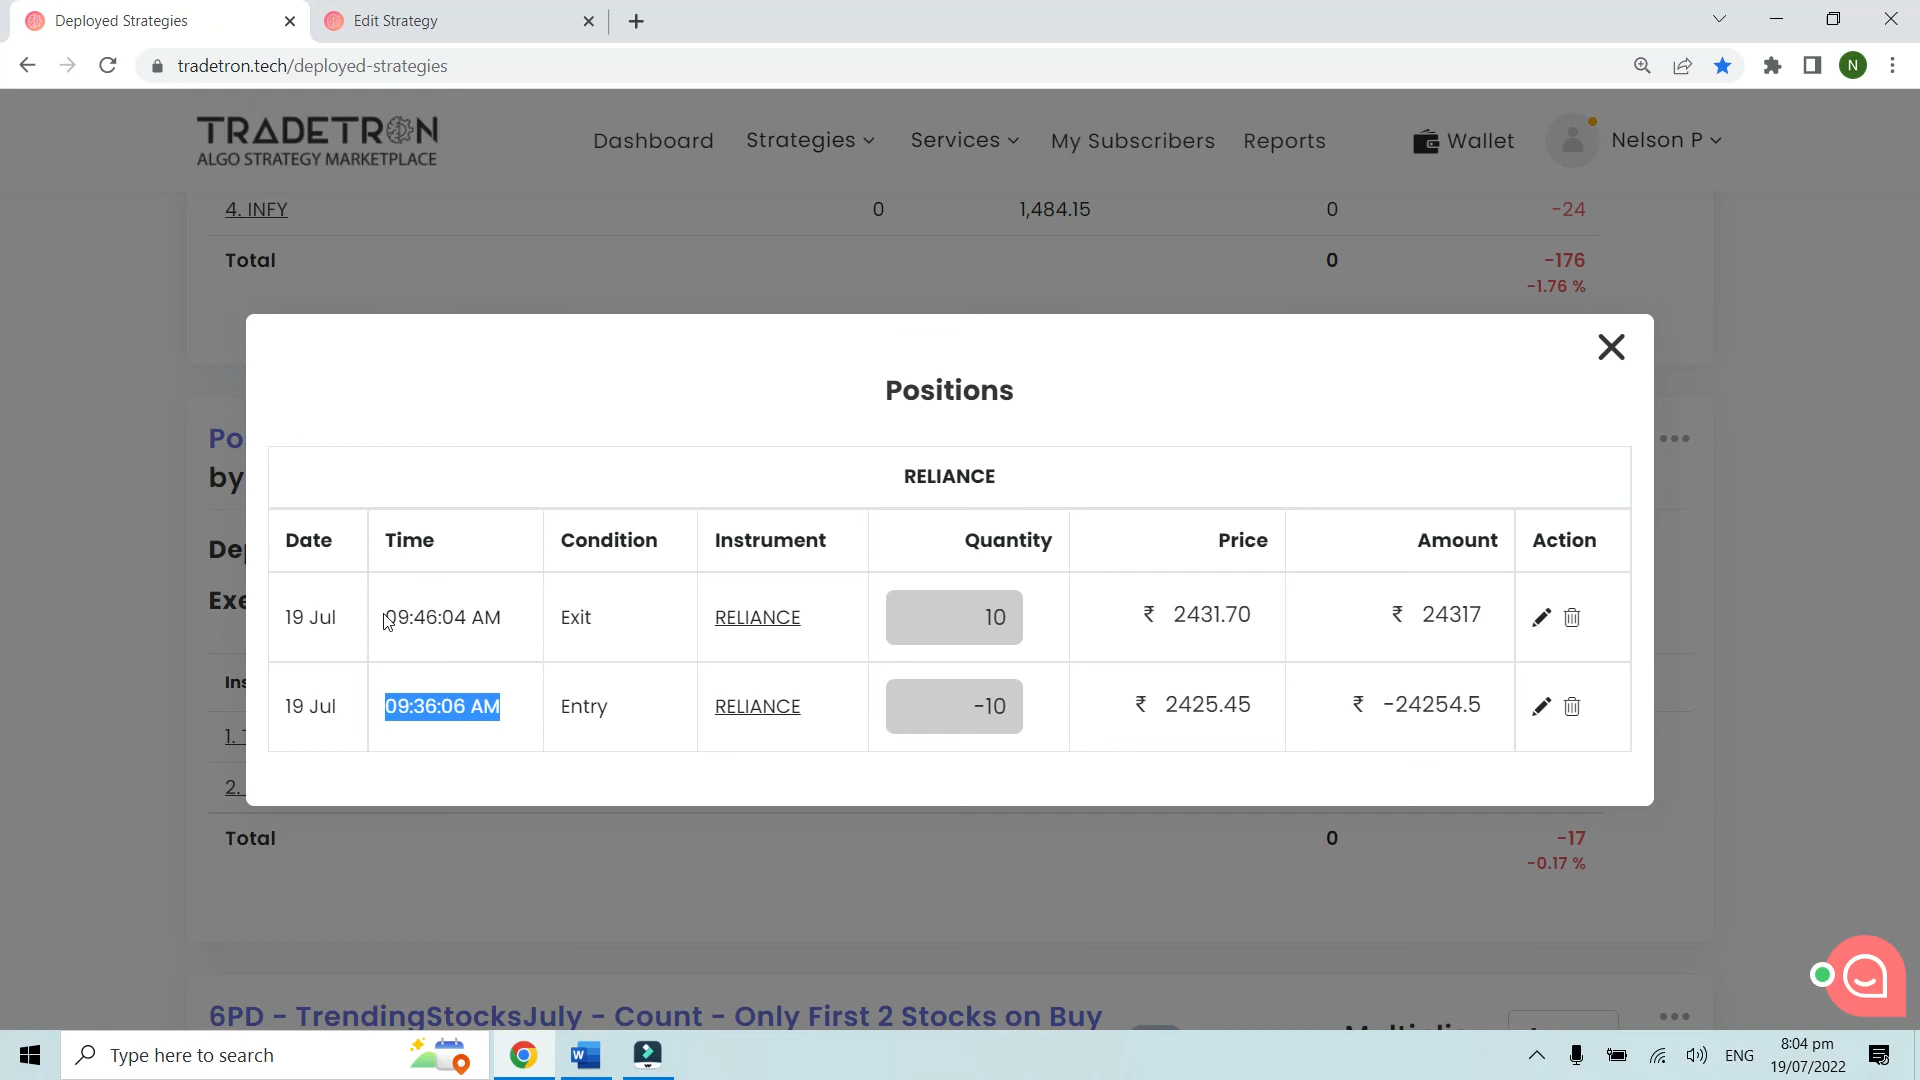 Deployed Strategies
Edit Strategy
tradetron.tech/deployed-strategies
N
TRADETRON
ALGO STRATEGY MARKETPLACE
Dashboard
Strategies
Services
My Subscribers
Reports
Wallet
Nelson P
4. INFY 0 1,484.15 0 -24
Total 0 -176
-1.76 %
Positions
RELIANCE
Date Time Condition Instrument Quantity Price Amount Action
19 Jul 09:46:04 AM Exit RELIANCE 10 ₹ 2431.70 ₹ 24317
19 Jul 09:36:06 AM Entry RELIANCE -10 ₹ 2425.45 ₹ -24254.5
by
1.
2.
Total 0 -17
-0.17 %
6PD - TrendingStocksJuly - Count - Only First 2 Stocks on Buy
Type here to search
ENG
8:04 pm
19/07/2022